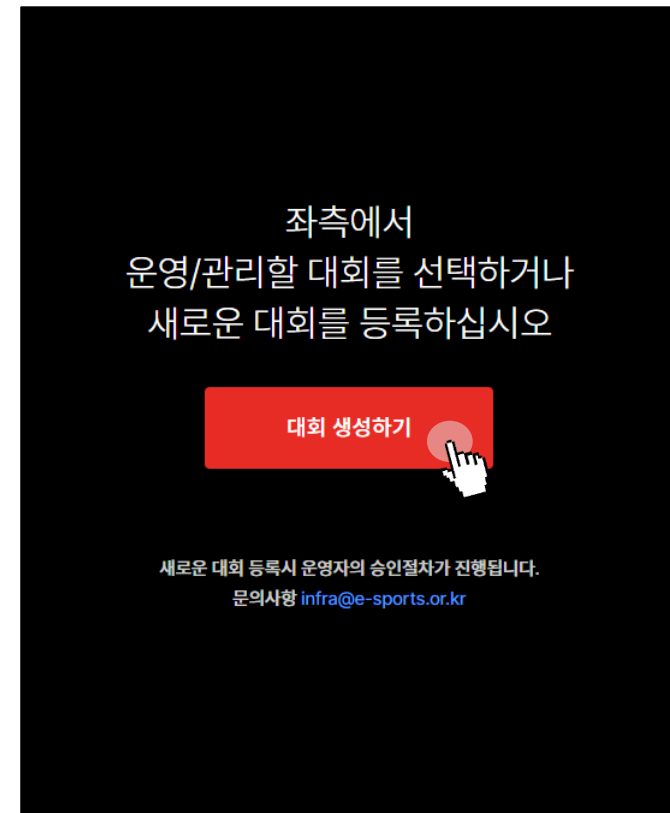 좌측에서
운영/관리할 대회를 선택하거나
새로운 대회를 등록하십시오
대회 생성하기
새로운 대회 등록시 운영자의 승인절차가 진행됩니다.
문의사항 infra@e-sports.or.kr